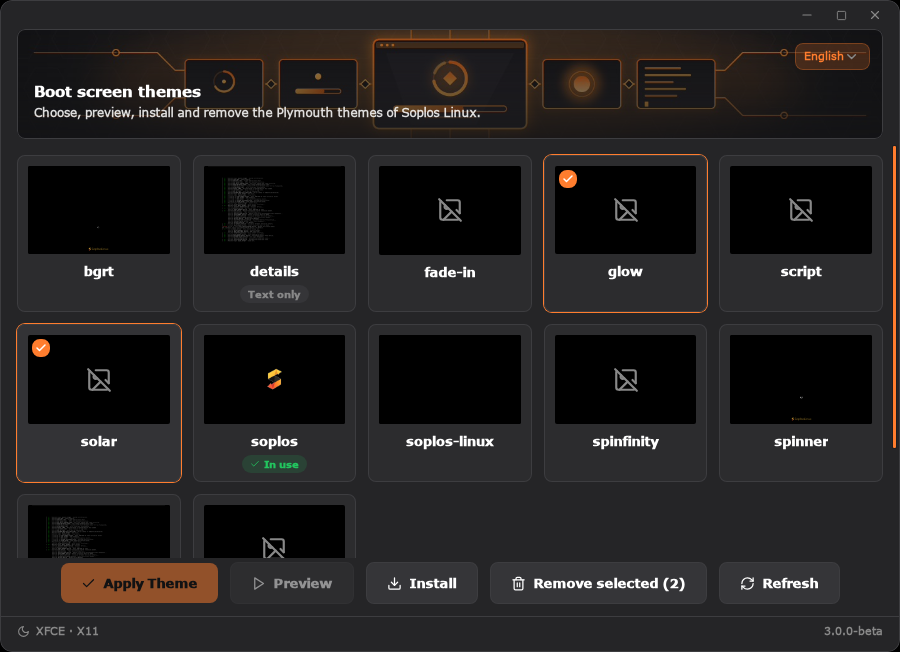 English
Boot screen themes
Choose, preview, install and remove the Plymouth themes of Soplos Linux.
bgrt
details
Text only
fade-in
glow
script
solar
soplos
In use
soplos-linux
spinfinity
spinner
Apply Theme
Preview
Install
Remove selected (2)
Refresh
XFCE · X11
3.0.0-beta